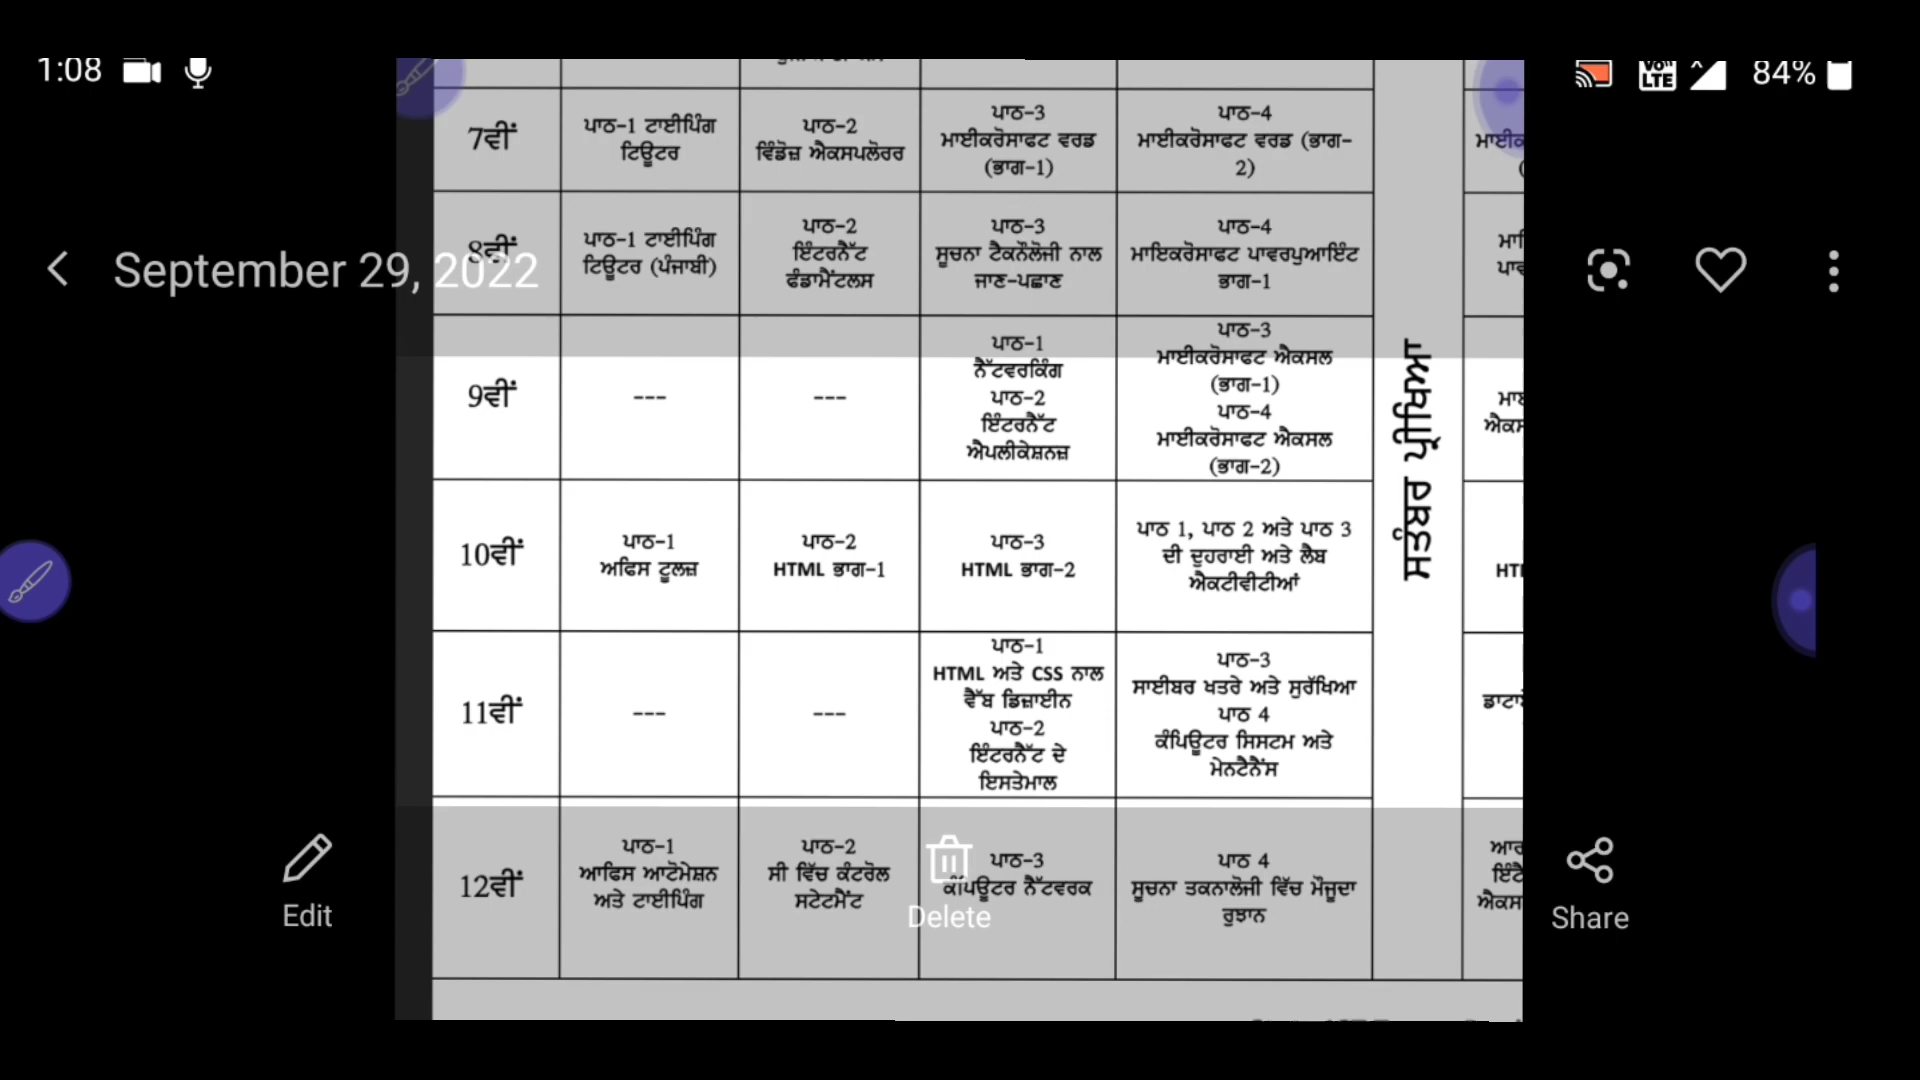 1:08
84%
September 29, 2022
7ਵੀਂ
ਪਾਠ-1 ਟਾਈਪਿੰਗ
ਟਿਊਟਰ
ਪਾਠ-2
ਵਿੰਡੋਜ਼ ਐਕਸਪਲੋਰਰ
ਪਾਠ-3
ਮਾਈਕਰੋਸਾਫਟ ਵਰਡ
(ਭਾਗ-1)
ਪਾਠ-4
ਮਾਈਕਰੋਸਾਫਟ ਵਰਡ (ਭਾਗ-
2)
8ਵੀਂ
ਪਾਠ-1 ਟਾਈਪਿੰਗ
ਟਿਊਟਰ (ਪੰਜਾਬੀ)
ਪਾਠ-2
ਇੰਟਰਨੈੱਟ
ਫੰਡਾਮੈਂਟਲਸ
ਪਾਠ-3
ਸੂਚਨਾ ਟੈਕਨੌਲੋਜੀ ਨਾਲ
ਜਾਣ-ਪਛਾਣ
ਪਾਠ-4
ਮਾਇਕਰੋਸਾਫਟ ਪਾਵਰਪੁਆਇੰਟ
ਭਾਗ-1
9ਵੀਂ
---
---
ਪਾਠ-1
ਨੈੱਟਵਰਕਿੰਗ
ਪਾਠ-2
ਇੰਟਰਨੈੱਟ
ਐਪਲੀਕੇਸ਼ਨਜ਼
ਪਾਠ-3
ਮਾਈਕਰੋਸਾਫਟ ਐਕਸਲ
(ਭਾਗ-1)
ਪਾਠ-4
ਮਾਈਕਰੋਸਾਫਟ ਐਕਸਲ
(ਭਾਗ-2)
10ਵੀਂ
ਪਾਠ-1
ਅਫਿਸ ਟੂਲਜ਼
ਪਾਠ-2
HTML ਭਾਗ-1
ਪਾਠ-3
HTML ਭਾਗ-2
ਪਾਠ 1, ਪਾਠ 2 ਅਤੇ ਪਾਠ 3
ਦੀ ਦੁਹਰਾਈ ਅਤੇ ਲੈਬ
ਐਕਟੀਵੀਟੀਆਂ
11ਵੀਂ
---
---
ਪਾਠ-1
HTML ਅਤੇ CSS ਨਾਲ
ਵੈੱਬ ਡਿਜ਼ਾਈਨ
ਪਾਠ-2
ਇੰਟਰਨੈੱਟ ਦੇ
ਇਸਤੇਮਾਲ
ਪਾਠ-3
ਸਾਈਬਰ ਖਤਰੇ ਅਤੇ ਸੁਰੱਖਿਆ
ਪਾਠ 4
ਕੰਪਿਊਟਰ ਸਿਸਟਮ ਅਤੇ
ਮੇਨਟੈਨੈਂਸ
12ਵੀਂ
ਪਾਠ-1
ਆਫਿਸ ਆਟੋਮੇਸ਼ਨ
ਅਤੇ ਟਾਈਪਿੰਗ
ਪਾਠ-2
ਸੀ ਵਿੱਚ ਕੰਟਰੋਲ
ਸਟੇਟਮੈਂਟ
ਪਾਠ-3
ਕੰਪਿਊਟਰ ਨੈੱਟਵਰਕ
ਪਾਠ 4
ਸੂਚਨਾ ਤਕਨਾਲੋਜੀ ਵਿੱਚ ਮੌਜੂਦਾ
ਰੁਝਾਨ
ਸਤੰਬਰ ਪ੍ਰੀਖਿਆ
Edit
Delete
Share